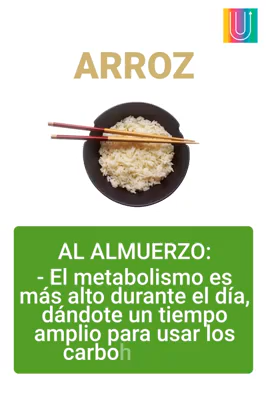 ARROZ
AL ALMUERZO:
- El metabolismo es
más alto durante el día,
dándote un tiempo
amplio para usar los
carboh